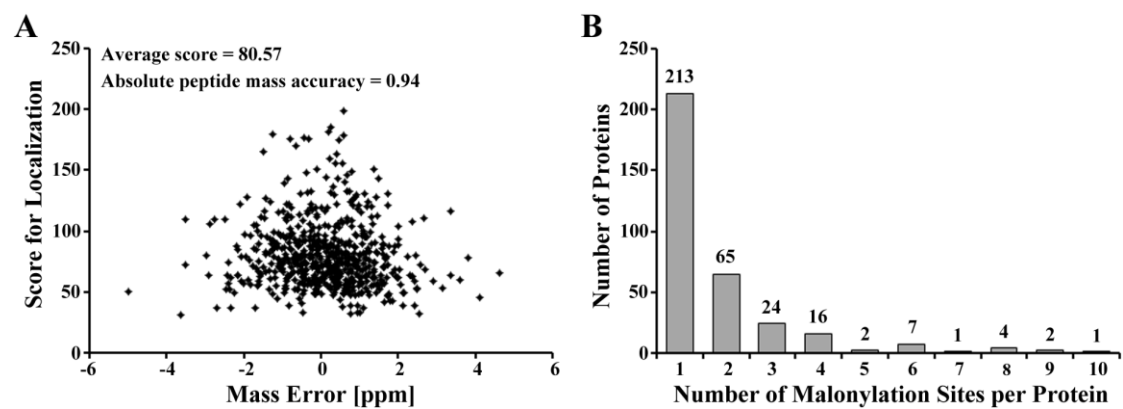 A
Average score = 80.57
Absolute peptide mass accuracy = 0.94
Score for Localization
250
200
150
100
50
0
-6 -4 -2 0 2 4 6
Mass Error [ppm]
B
Number of Proteins
250
200
150
100
50
0
213 65 24 16 2 7 1 4 2 1
1 2 3 4 5 6 7 8 9 10
Number of Malonylation Sites per Protein